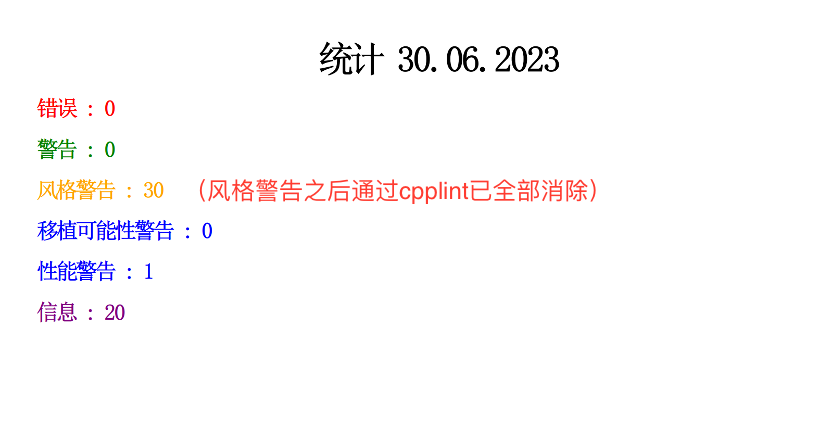 统计 30.06.2023
错误 : 0
警告 : 0
风格警告 : 30 （风格警告之后通过cpplint已全部消除）
移植可能性警告 : 0
性能警告 : 1
信息 : 20